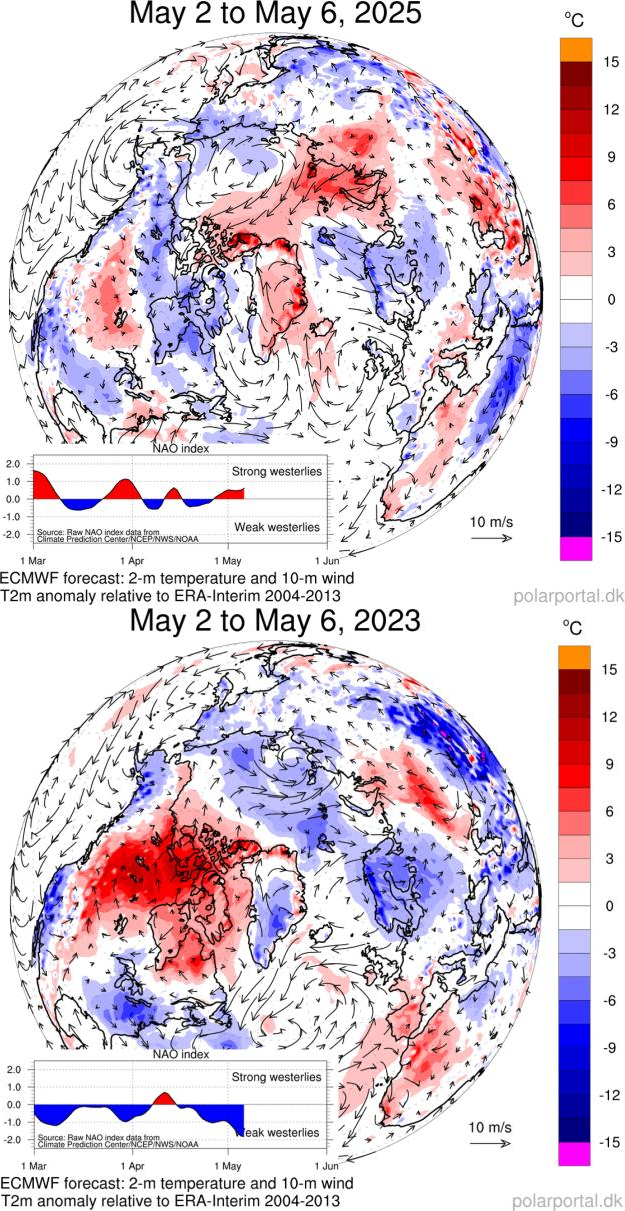 May 2 to May 6, 2025
°C
15
12
9
6
3
0
-3
-6
-9
-12
-15
NAO index
2.0
1.0
0.0
-1.0
-2.0
Strong westerlies
Weak westerlies
Source: Raw NAO index data from
Climate Prediction Center/NCEP/NWS/NOAA
1 Mar 1 Apr 1 May 1 Jun
10 m/s
ECMWF forecast: 2-m temperature and 10-m wind
T2m anomaly relative to ERA-Interim 2004-2013
polarportal.dk
May 2 to May 6, 2023
°C
15
12
9
6
3
0
-3
-6
-9
-12
-15
NAO index
2.0
1.0
0.0
-1.0
-2.0
Strong westerlies
eak westerlies
Source: Raw NAO index data from
Climate Prediction Center/NCEP/NWS/NOAA
1 Mar 1 Apr 1 May 1 Jun
10 m/s
ECMWF forecast: 2-m temperature and 10-m wind
T2m anomaly relative to ERA-Interim 2004-2013
polarportal.dk